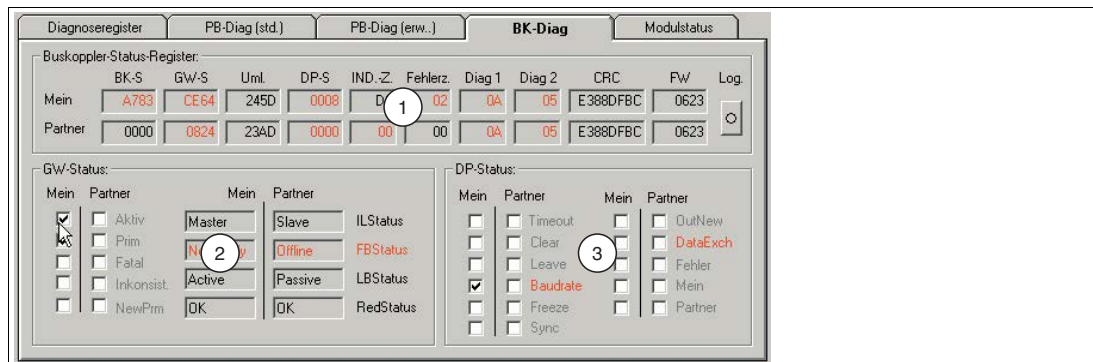 Diagnoseregister PB-Diag (std.) PB-Diag (erw..) BK-Diag Modulstatus
Buskoppler-Status-Register:
BK-S GW-S Uml. DP-S IND.-Z. Fehlerz. Diag 1 Diag 2 CRC FW Log.
Mein A783 CE64 245D 0008 1 02 0A 05 E388DFBC 0623
Partner 0000 0824 23AD 0000 00 00 0A 05 E388DFBC 0623
GW-Status:
Mein Partner Mein Partner
Aktiv Master Slave ILStatus
Prim 2 Offline FBStatus
Fatal
Inkonsist. Active Passive LBStatus
NewPrm OK OK RedStatus
DP-Status:
Mein Partner Mein Partner
Timeout OutNew
Clear 3 DataExch
Leave Fehler
Baudrate Mein
Freeze Partner
Sync